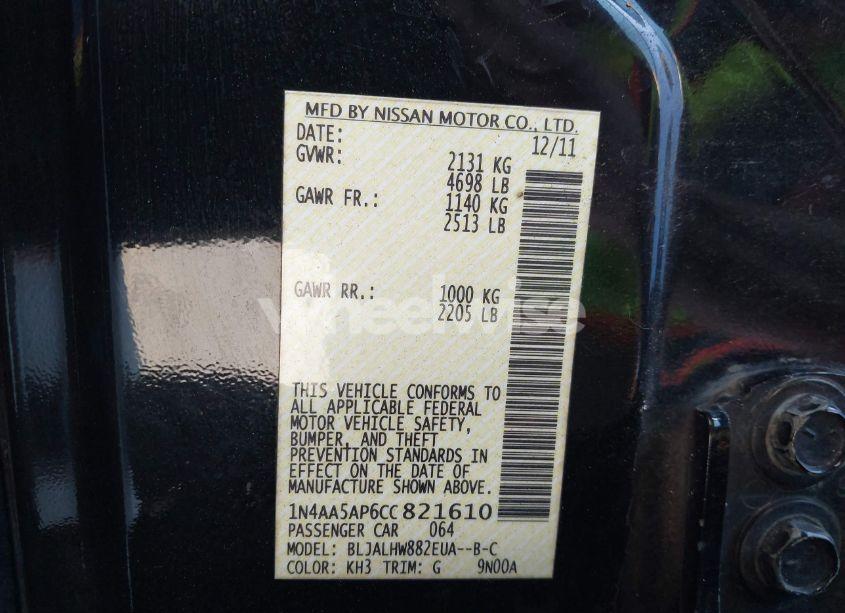 MFD BY NISSAN MOTOR CO., LTD.
DATE: 12/11
GVWR: 2131 KG
4698 LB
GAWR FR.: 1140 KG
2513 LB
GAWR RR.: 1000 KG
2205 LB
wheelwise
THIS VEHICLE CONFORMS TO
ALL APPLICABLE FEDERAL
MOTOR VEHICLE SAFETY,
BUMPER, AND THEFT
PREVENTION STANDARDS IN
EFFECT ON THE DATE OF
MANUFACTURE SHOWN ABOVE.
1N4AA5AP6CC821610
PASSENGER CAR 064
MODEL: BLJALHW882EUA--B-C
COLOR: KH3 TRIM: G 9N00A